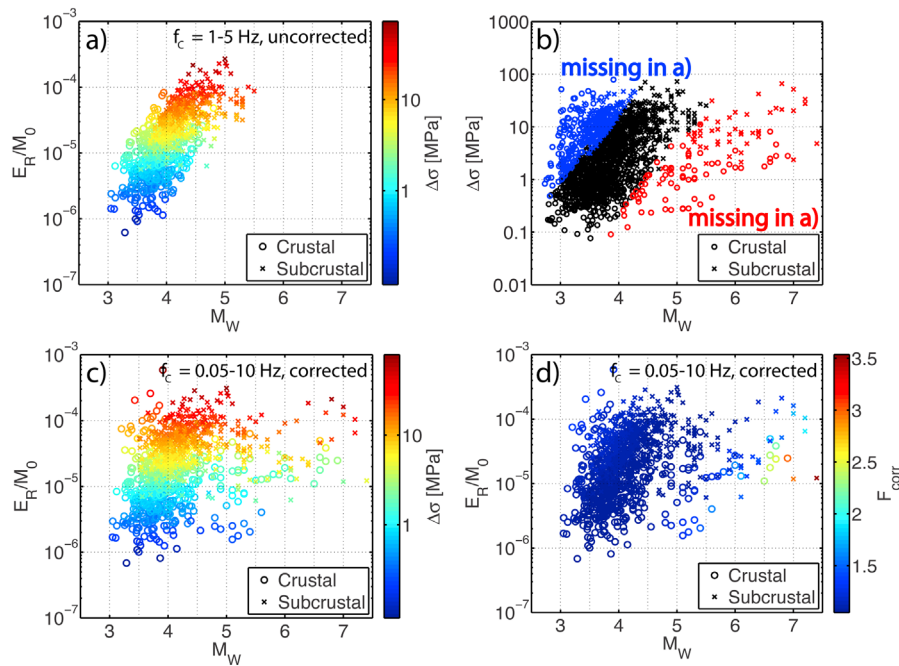 a)
f_C = 1-5 Hz, uncorrected
10^-3
10^-4
10^-5
10^-6
10^-7
E_R/M_0
3 4 5 6 7
M_W
Crustal
Subcrustal
10
1
Δσ [MPa]
b)
missing in a)
missing in a)
1000
100
10
1
0.1
0.01
Δσ [MPa]
3 4 5 6 7
M_W
Crustal
Subcrustal
c)
f_C = 0.05-10 Hz, corrected
10^-3
10^-4
10^-5
10^-6
10^-7
E_R/M_0
3 4 5 6 7
M_W
Crustal
Subcrustal
10
1
Δσ [MPa]
d)
f_C = 0.05-10 Hz, corrected
10^-3
10^-4
10^-5
10^-6
10^-7
E_R/M_0
3 4 5 6 7
M_W
Crustal
Subcrustal
3.5
3
2.5
2
1.5
F_corr